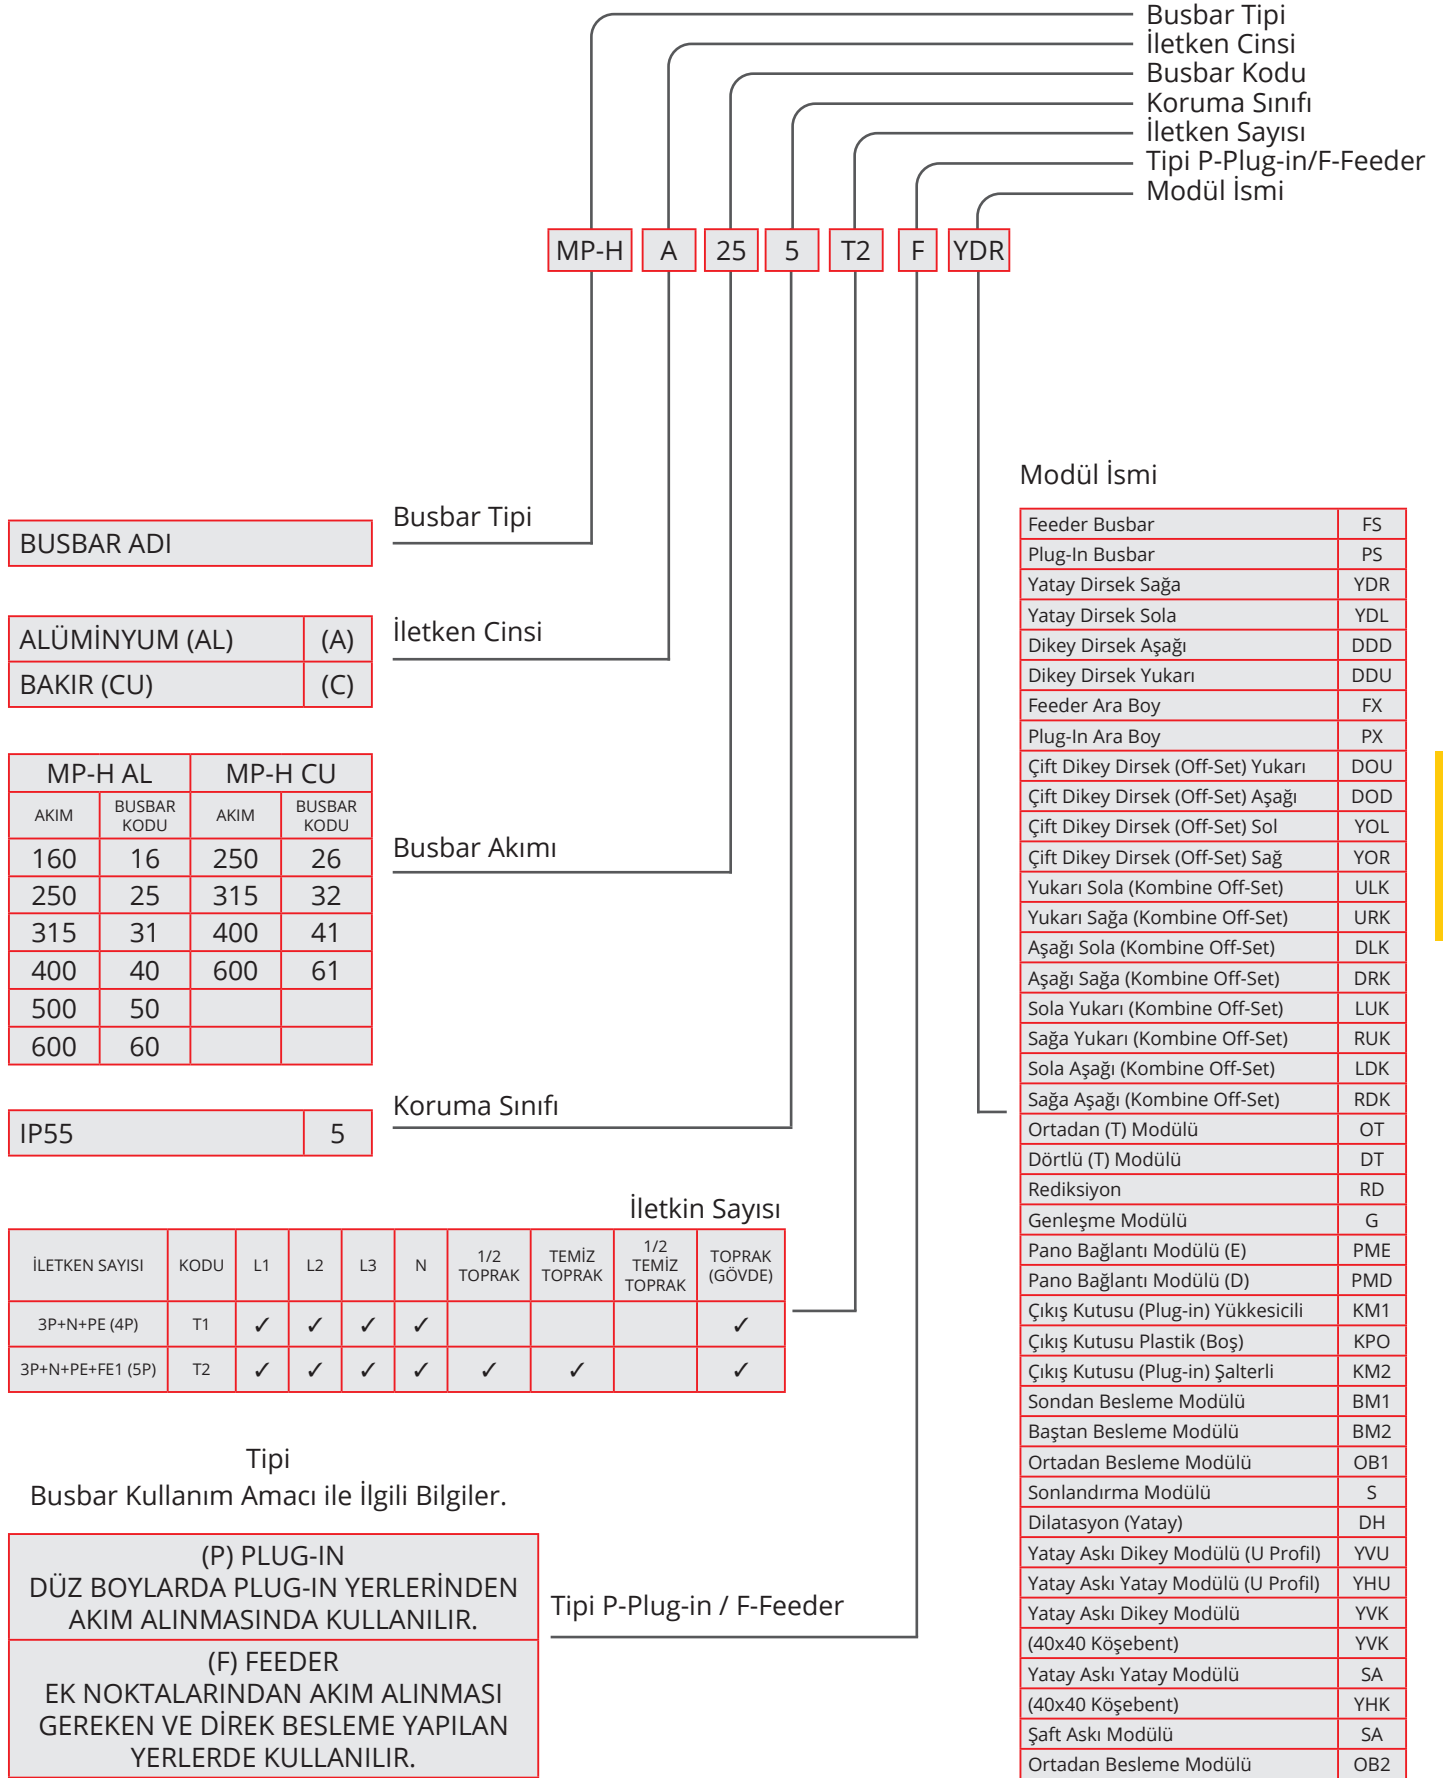 Busbar Tipi
İletken Cinsi
Busbar Kodu
Koruma Sınıfı
İletken Sayısı
Tipi P-Plug-in/F-Feeder
Modül İsmi
MP-H A 25 5 T2 F YDR
Busbar Tipi
BUSBAR ADI
İletken Cinsi
ALÜMİNYUM (AL) (A)
BAKIR (CU) (C)
MP-H AL MP-H CU
AKIM BUSBAR KODU AKIM BUSBAR KODU
160 16 250 26
250 25 315 32
315 31 400 41
400 40 600 61
500 50
600 60
Busbar Akımı
Koruma Sınıfı
IP55 5
İletkin Sayısı
İLETKEN SAYISI KODU L1 L2 L3 N 1/2 TOPRAK TEMİZ TOPRAK 1/2 TEMİZ TOPRAK TOPRAK (GÖVDE)
3P+N+PE (4P) T1 ✓ ✓ ✓ ✓ ✓
3P+N+PE+FE1 (5P) T2 ✓ ✓ ✓ ✓ ✓ ✓ ✓
Tipi
Busbar Kullanım Amacı ile İlgili Bilgiler.
(P) PLUG-IN
DÜZ BOYLARDA PLUG-IN YERLERİNDEN
AKIM ALINMASINDA KULLANILIR.
(F) FEEDER
EK NOKTALARINDAN AKIM ALINMASI
GEREKEN VE DİREK BESLEME YAPILAN
YERLERDE KULLANILIR.
Tipi P-Plug-in / F-Feeder
Modül İsmi
Feeder Busbar FS
Plug-In Busbar PS
Yatay Dirsek Sağa YDR
Yatay Dirsek Sola YDL
Dikey Dirsek Aşağı DDD
Dikey Dirsek Yukarı DDU
Feeder Ara Boy FX
Plug-In Ara Boy PX
Çift Dikey Dirsek (Off-Set) Yukarı DOU
Çift Dikey Dirsek (Off-Set) Aşağı DOD
Çift Dikey Dirsek (Off-Set) Sol YOL
Çift Dikey Dirsek (Off-Set) Sağ YOR
Yukarı Sola (Kombine Off-Set) ULK
Yukarı Sağa (Kombine Off-Set) URK
Aşağı Sola (Kombine Off-Set) DLK
Aşağı Sağa (Kombine Off-Set) DRK
Sola Yukarı (Kombine Off-Set) LUK
Sağa Yukarı (Kombine Off-Set) RUK
Sola Aşağı (Kombine Off-Set) LDK
Sağa Aşağı (Kombine Off-Set) RDK
Ortadan (T) Modülü OT
Dörtlü (T) Modülü DT
Rediksiyon RD
Genleşme Modülü G
Pano Bağlantı Modülü (E) PME
Pano Bağlantı Modülü (D) PMD
Çıkış Kutusu (Plug-in) Yükkesicili KM1
Çıkış Kutusu Plastik (Boş) KPO
Çıkış Kutusu (Plug-in) Şalterli KM2
Sondan Besleme Modülü BM1
Baştan Besleme Modülü BM2
Ortadan Besleme Modülü OB1
Sonlandırma Modülü S
Dilatasyon (Yatay) DH
Yatay Askı Dikey Modülü (U Profil) YVU
Yatay Askı Yatay Modülü (U Profil) YHU
Yatay Askı Dikey Modülü YVK
(40x40 Köşebent) YVK
Yatay Askı Yatay Modülü SA
(40x40 Köşebent) YHK
Şaft Askı Modülü SA
Ortadan Besleme Modülü OB2